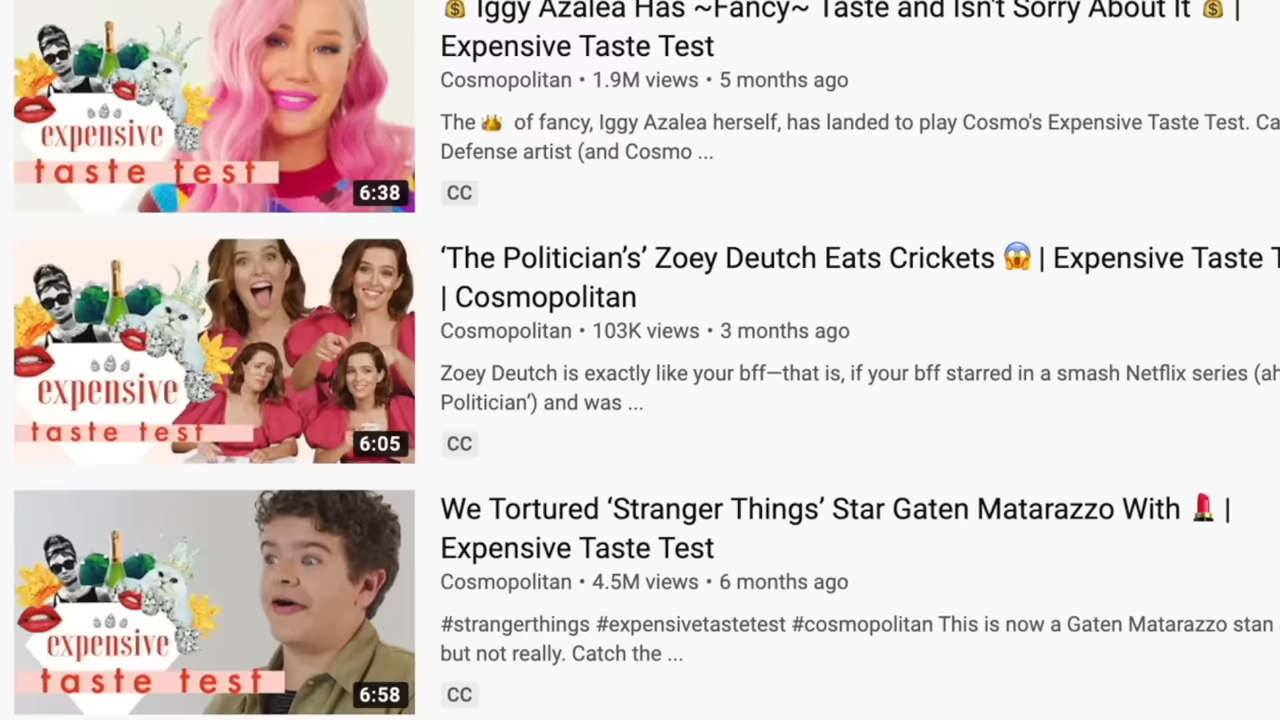 💰 Iggy Azalea Has ~Fancy~ Taste and Isn't Sorry About It 💰 |
Expensive Taste Test
Cosmopolitan • 1.9M views • 5 months ago
The 👑 of fancy, Iggy Azalea herself, has landed to play Cosmo's Expensive Taste Test. Ca
Defense artist (and Cosmo ...
CC
expensive
taste test
6:38
‘The Politician’s’ Zoey Deutch Eats Crickets 😱 | Expensive Taste T
| Cosmopolitan
Cosmopolitan • 103K views • 3 months ago
Zoey Deutch is exactly like your bff—that is, if your bff starred in a smash Netflix series (ah
Politician’) and was ...
CC
expensive
taste test
6:05
We Tortured ‘Stranger Things’ Star Gaten Matarazzo With 💄 |
Expensive Taste Test
Cosmopolitan • 4.5M views • 6 months ago
#strangerthings #expensivetastetest #cosmopolitan This is now a Gaten Matarazzo stan
but not really. Catch the ...
CC
expensive
taste test
6:58